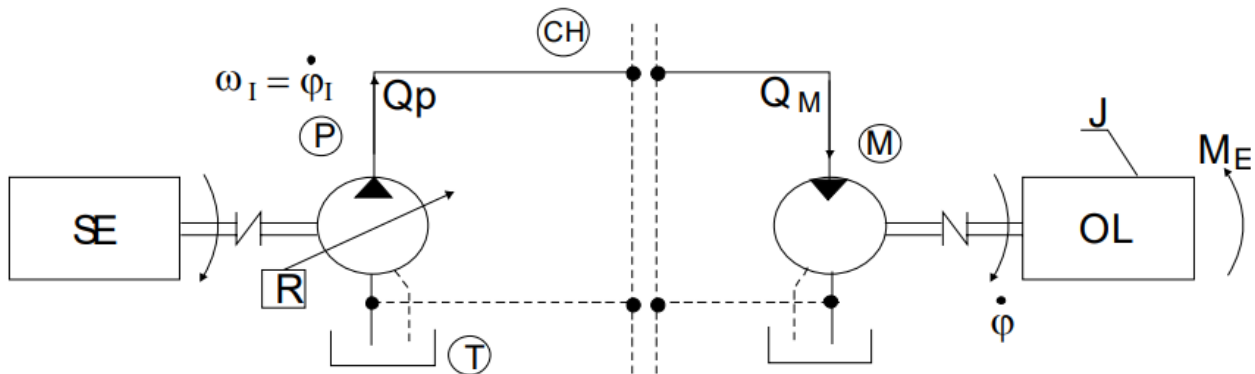 CH
ω_I = φ̇_I
Qp
Q_M
P
M
J
M_E
SE
OL
R
φ̇
T